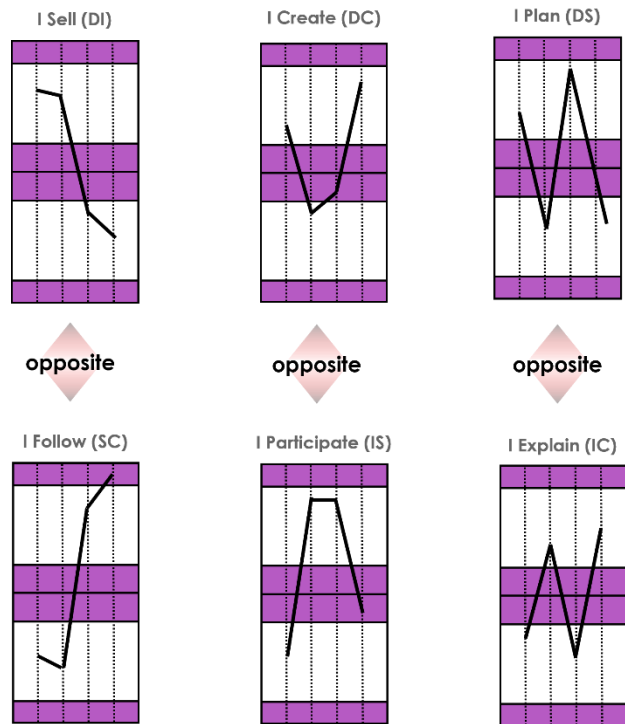 I Sell (DI)
I Create (DC)
I Plan (DS)
opposite
opposite
opposite
I Follow (SC)
I Participate (IS)
I Explain (IC)